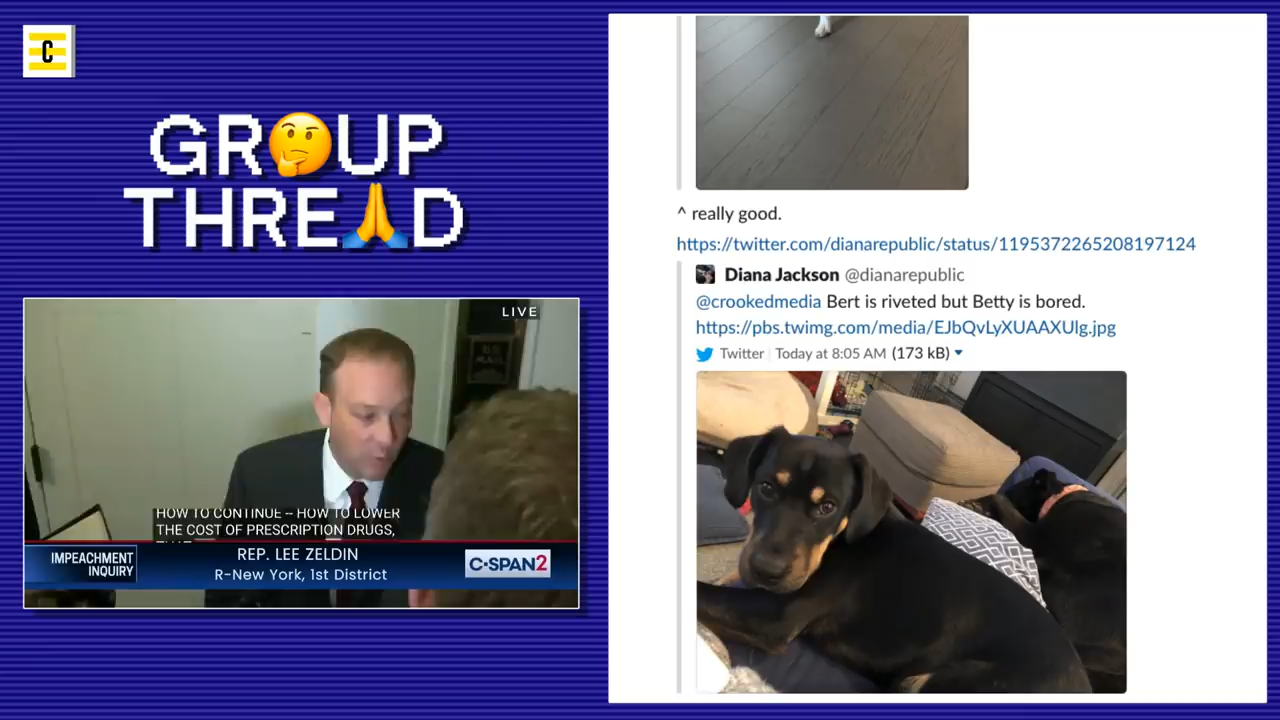 C
GR🤔UP
THRE🙏D
LIVE
HOW TO CONTINUE -- HOW TO LOWER
THE COST OF PRESCRIPTION DRUGS,
IMPEACHMENT
INQUIRY
REP. LEE ZELDIN
R-New York, 1st District
C-SPAN2
^ really good.
https://twitter.com/dianarepublic/status/1195372265208197124
Diana Jackson @dianarepublic
@crookedmedia Bert is riveted but Betty is bored.
https://pbs.twimg.com/media/EJbQvLyXUAAXUlg.jpg
Twitter | Today at 8:05 AM (173 kB)